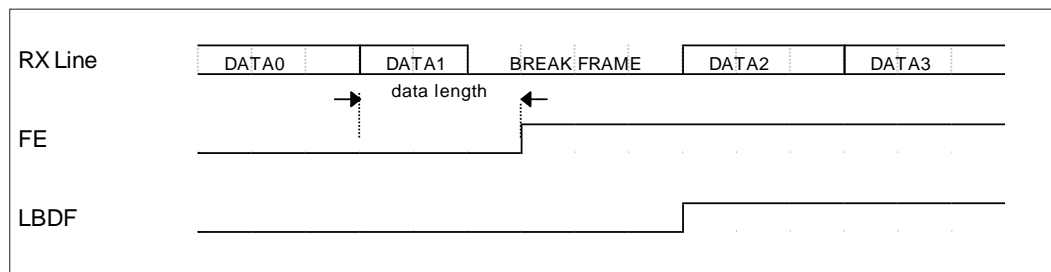 RX Line
DATA0 DATA1 BREAK FRAME DATA2 DATA3
data length
FE
LBDF